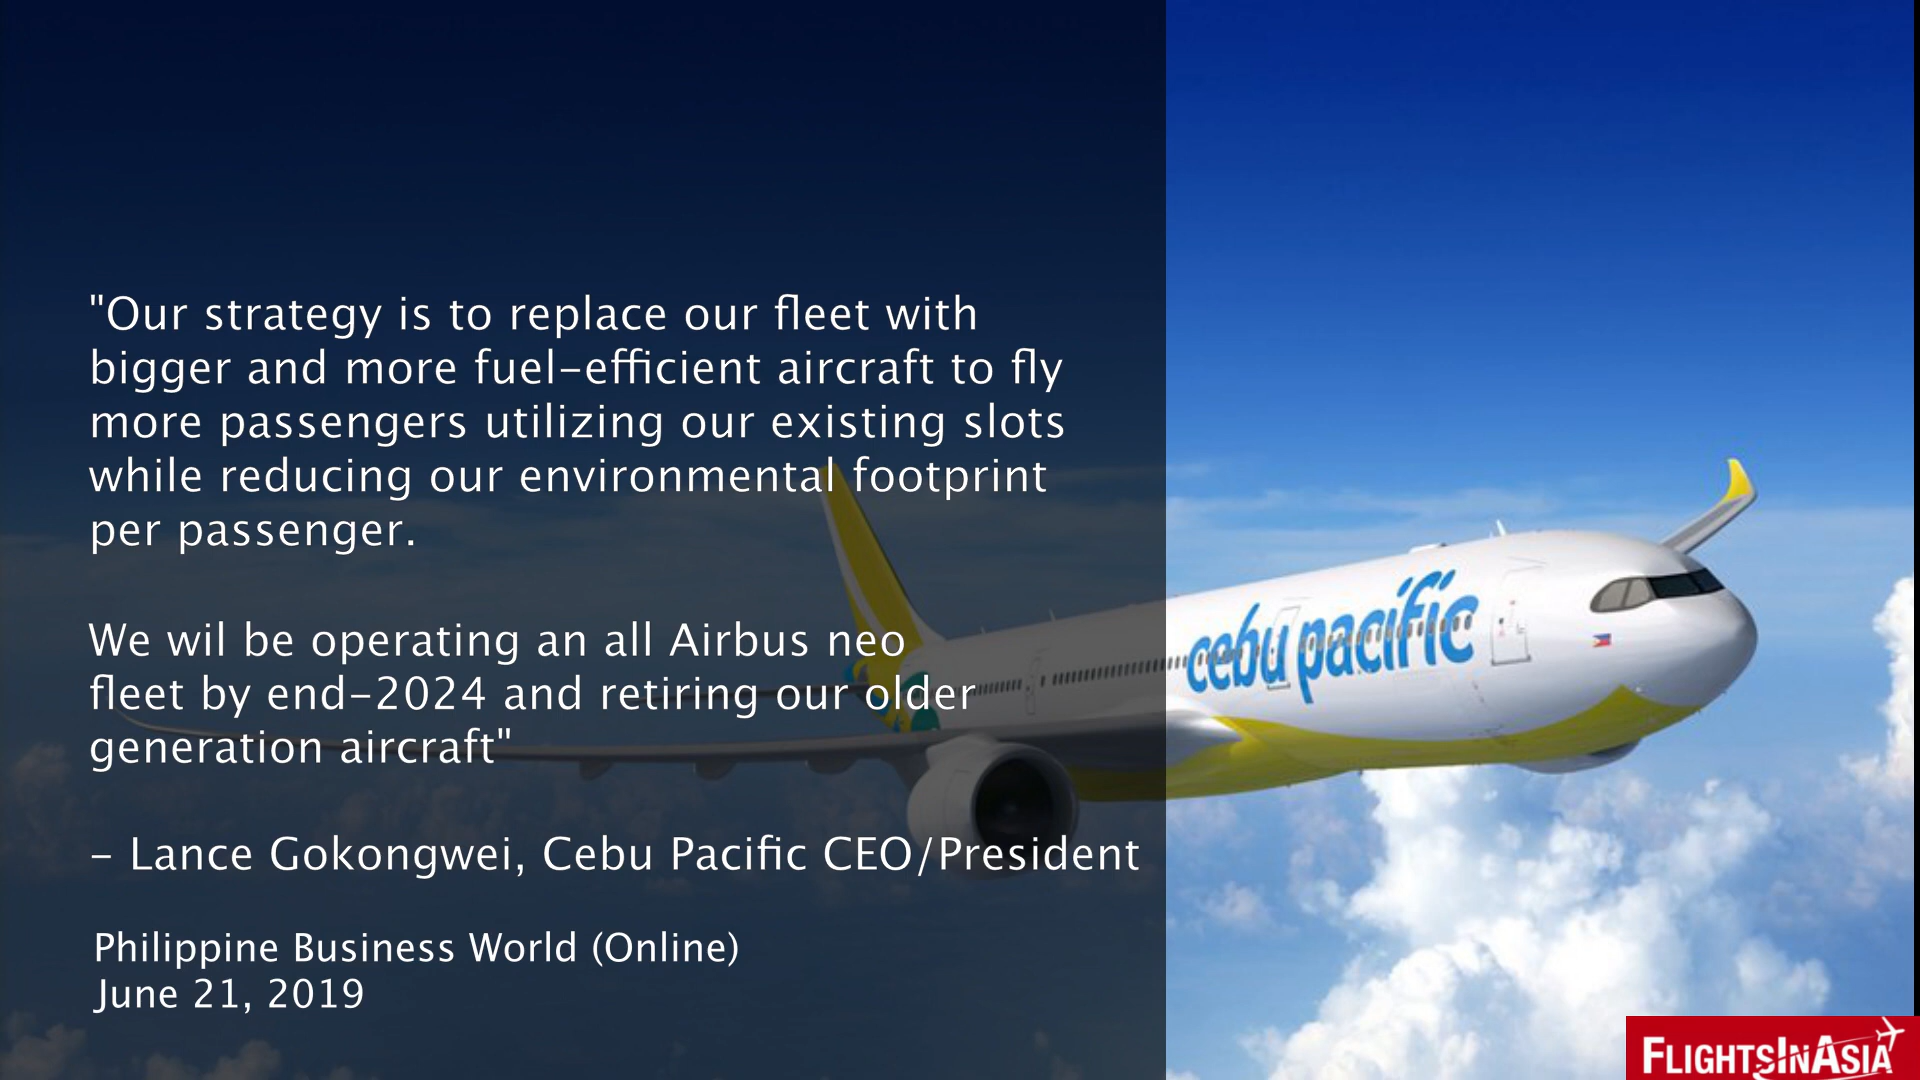 "Our strategy is to replace our fleet with
bigger and more fuel-efficient aircraft to fly
more passengers utilizing our existing slots
while reducing our environmental footprint
per passenger.
We wil be operating an all Airbus neo
fleet by end-2024 and retiring our older
generation aircraft"
- Lance Gokongwei, Cebu Pacific CEO/President
Philippine Business World (Online)
June 21, 2019
cebu pacific
FLIGHTSINASIA